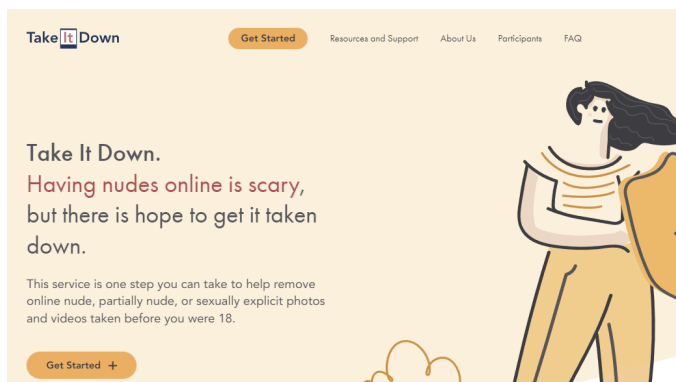 Take It Down
Get Started
Resources and Support
About Us
Participants
FAQ
Take It Down.
Having nudes online is scary,
but there is hope to get it taken
down.
This service is one step you can take to help remove
online nude, partially nude, or sexually explicit photos
and videos taken before you were 18.
Get Started +